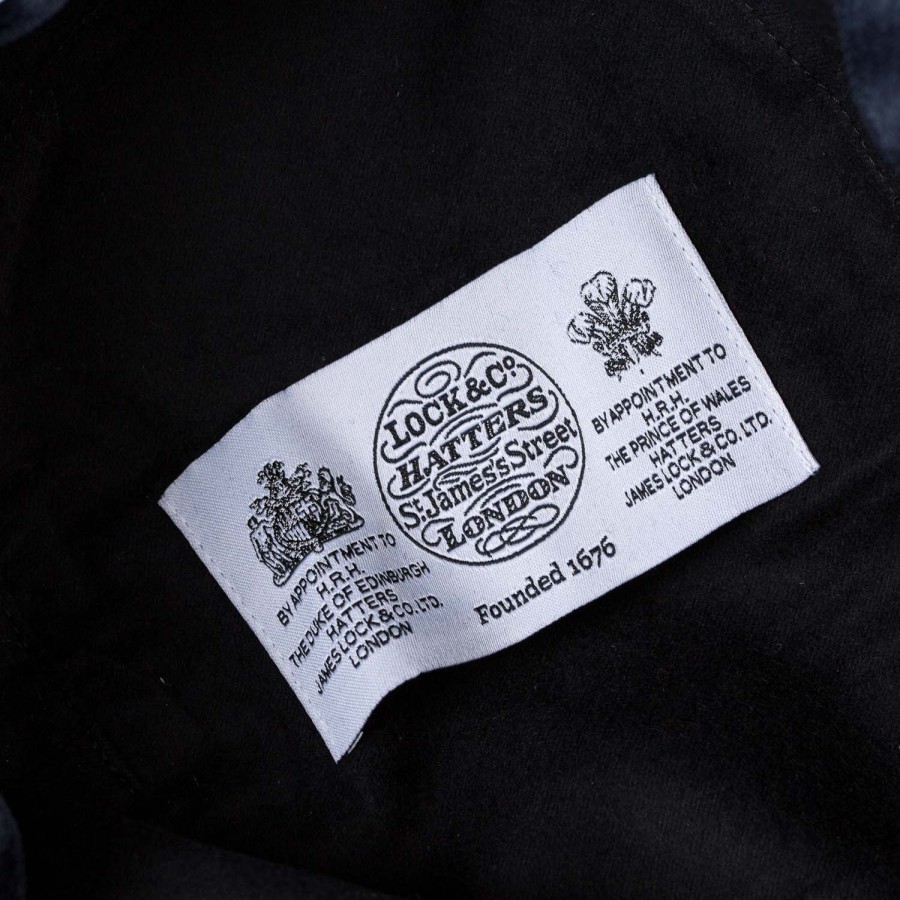 LOCK & Co
HATTERS
St. James's Street
LONDON
Founded 1676
BY APPOINTMENT TO
H.R.H.
THE DUKE OF EDINBURGH
HATTERS
JAMES LOCK & CO. LTD.
LONDON
BY APPOINTMENT TO
H.R.H.
THE PRINCE OF WALES
HATTERS
JAMES LOCK & CO. LTD.
LONDON